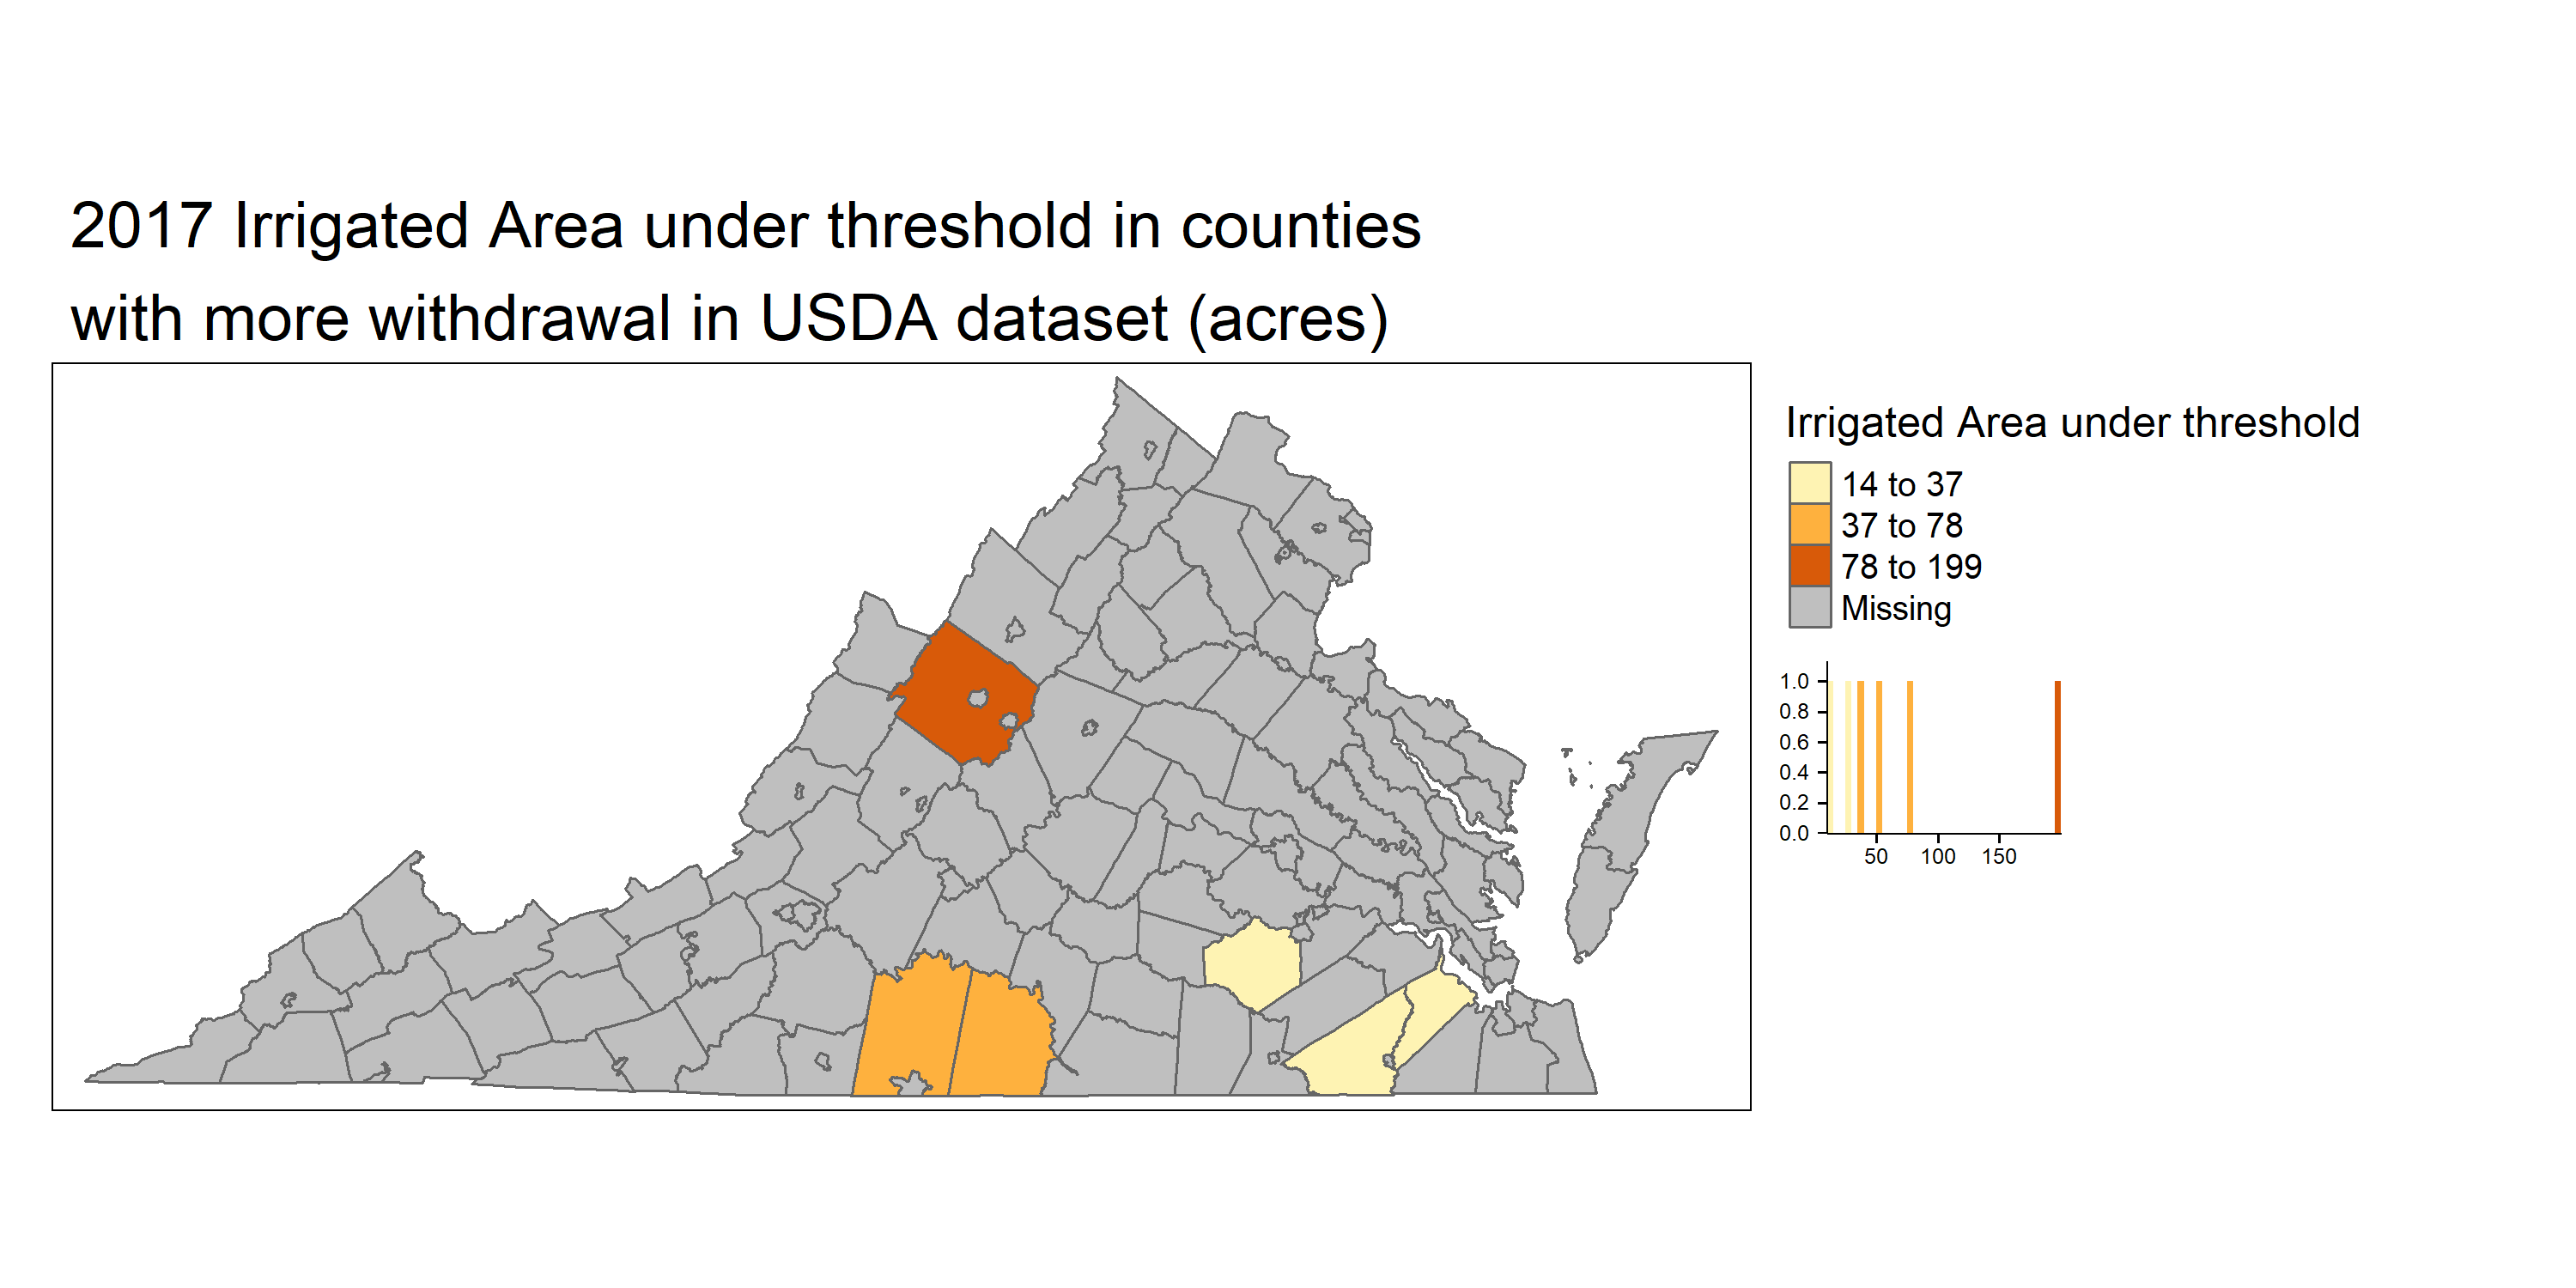 2017 Irrigated Area under threshold in counties
with more withdrawal in USDA dataset (acres)
Irrigated Area under threshold
14 to 37
37 to 78
78 to 199
Missing
1.0
0.8
0.6
0.4
0.2
0.0
50 100 150